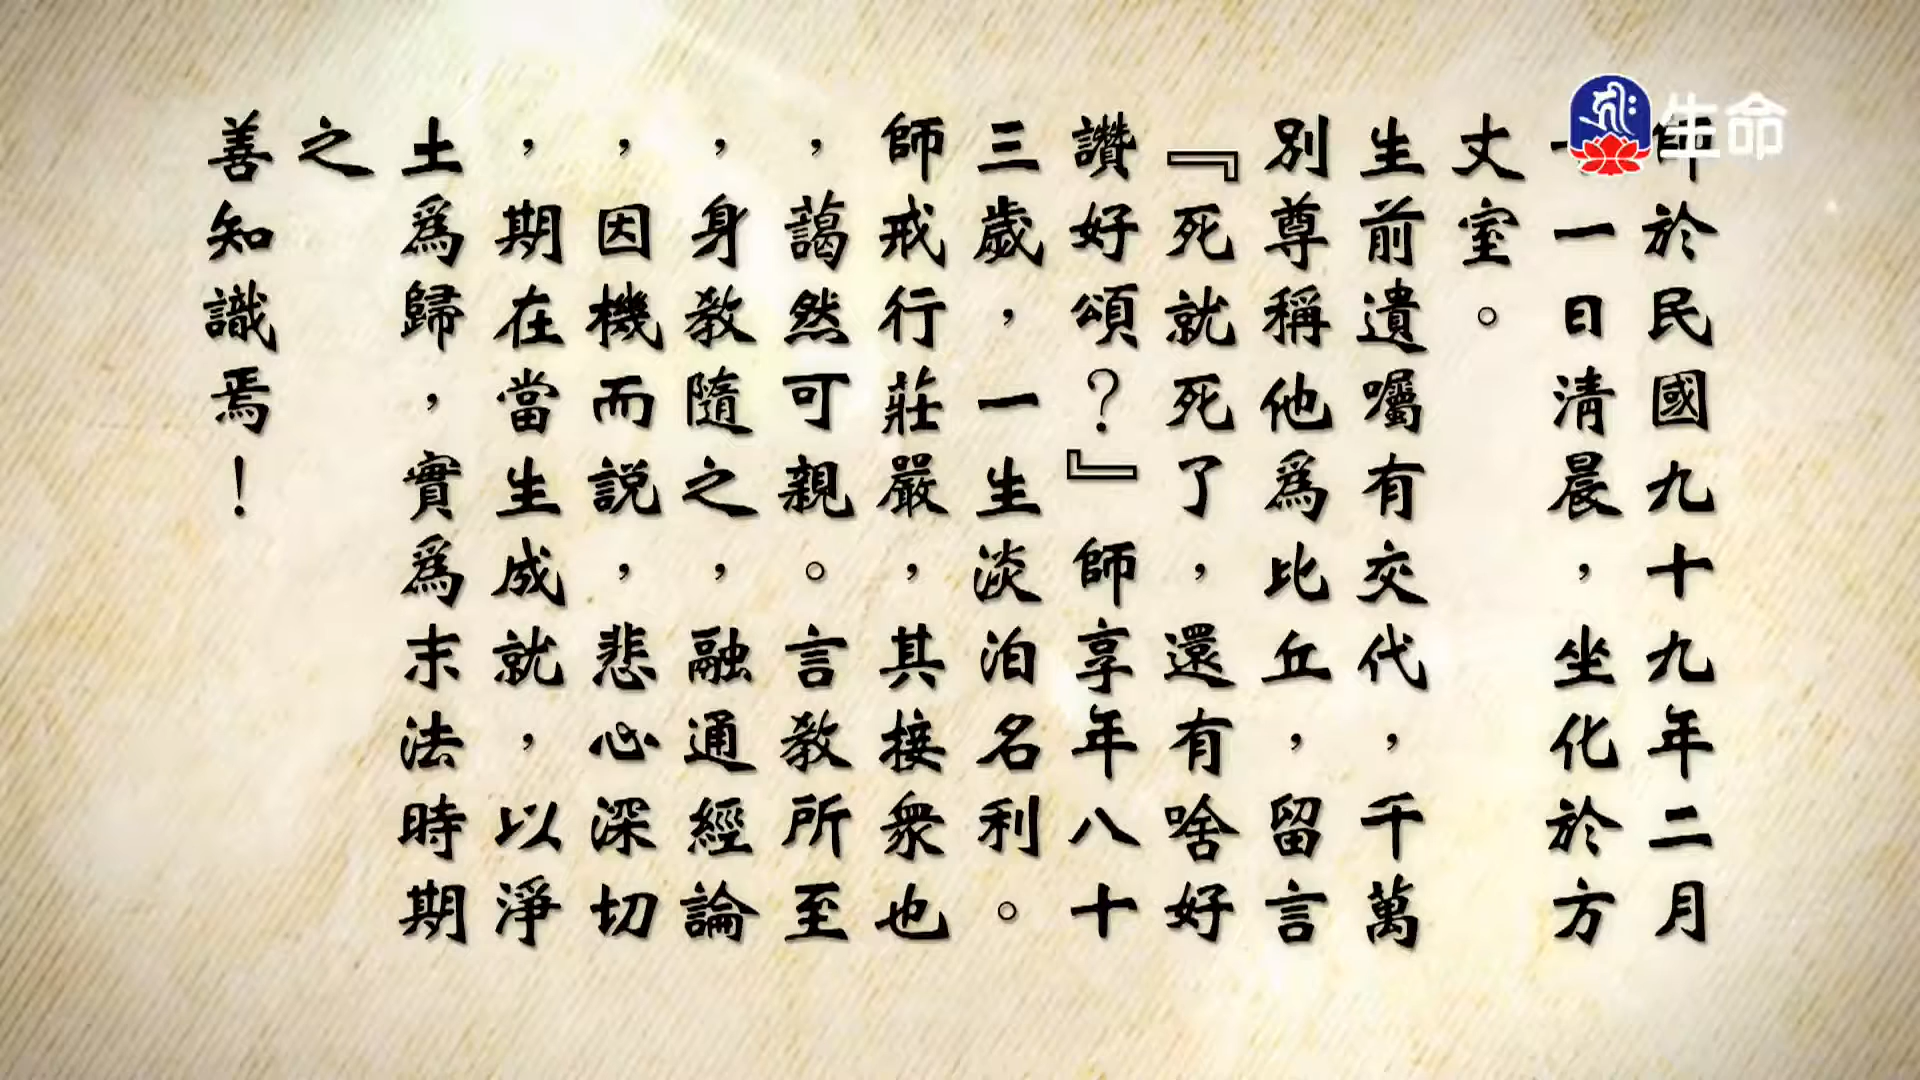 師於民國九十九年二月
一日清晨，坐化於方
丈室。
生前遺囑有交代，千萬
別尊稱他為比丘，留言
『死就死了，還有啥好
讚好頌？』師享年八十
三歲，一生淡泊名利。
師戒行莊嚴，其接眾也
，藹然可親。言教所至
，身教隨之，融通經論
，因機而説，悲心深切
，期在當生成就，以淨
土為歸，實為末法時期
之
善知識焉！
生命